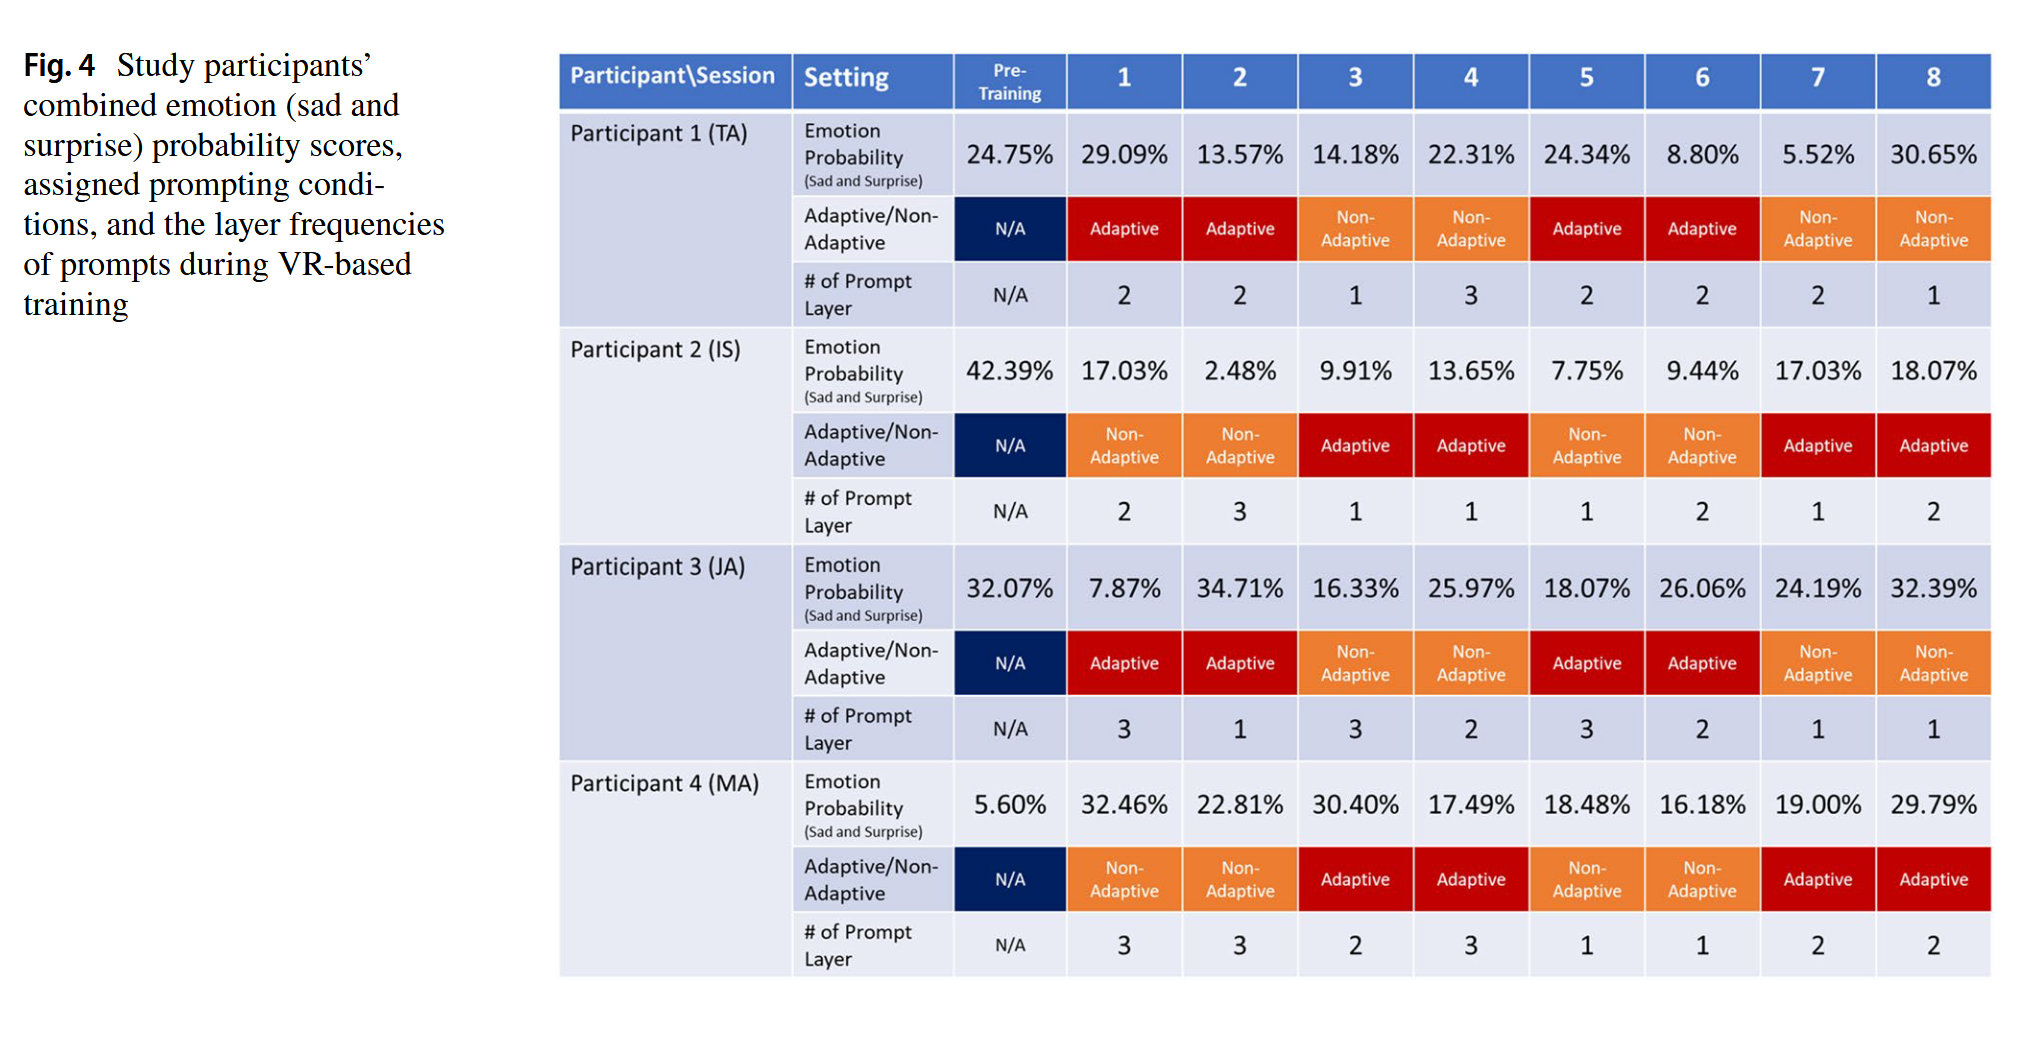 Fig. 4 Study participants'
combined emotion (sad and
surprise) probability scores,
assigned prompting condi-
tions, and the layer frequencies
of prompts during VR-based
training
Participant\Session Setting Pre-Training 1 2 3 4 5 6 7 8
Participant 1 (TA) Emotion Probability (Sad and Surprise) 24.75% 29.09% 13.57% 14.18% 22.31% 24.34% 8.80% 5.52% 30.65%
Adaptive/Non-Adaptive N/A Adaptive Adaptive Non-Adaptive Non-Adaptive Adaptive Adaptive Non-Adaptive Non-Adaptive
# of Prompt Layer N/A 2 2 1 3 2 2 2 1
Participant 2 (IS) Emotion Probability (Sad and Surprise) 42.39% 17.03% 2.48% 9.91% 13.65% 7.75% 9.44% 17.03% 18.07%
Adaptive/Non-Adaptive N/A Non-Adaptive Non-Adaptive Adaptive Adaptive Non-Adaptive Non-Adaptive Adaptive Adaptive
# of Prompt Layer N/A 2 3 1 1 1 2 1 2
Participant 3 (JA) Emotion Probability (Sad and Surprise) 32.07% 7.87% 34.71% 16.33% 25.97% 18.07% 26.06% 24.19% 32.39%
Adaptive/Non-Adaptive N/A Adaptive Adaptive Non-Adaptive Non-Adaptive Adaptive Adaptive Non-Adaptive Non-Adaptive
# of Prompt Layer N/A 3 1 3 2 3 2 1 1
Participant 4 (MA) Emotion Probability (Sad and Surprise) 5.60% 32.46% 22.81% 30.40% 17.49% 18.48% 16.18% 19.00% 29.79%
Adaptive/Non-Adaptive N/A Non-Adaptive Non-Adaptive Adaptive Adaptive Non-Adaptive Non-Adaptive Adaptive Adaptive
# of Prompt Layer N/A 3 3 2 3 1 1 2 2